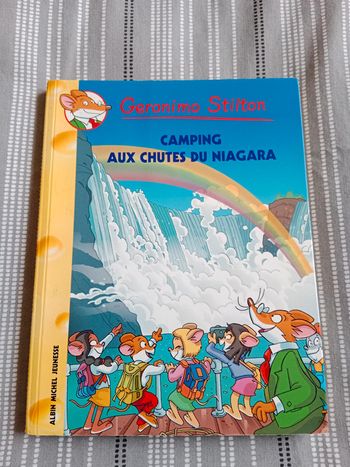 Geronimo Stilton
CAMPING
AUX CHUTES DU NIAGARA
ALBIN MICHEL JEUNESSE